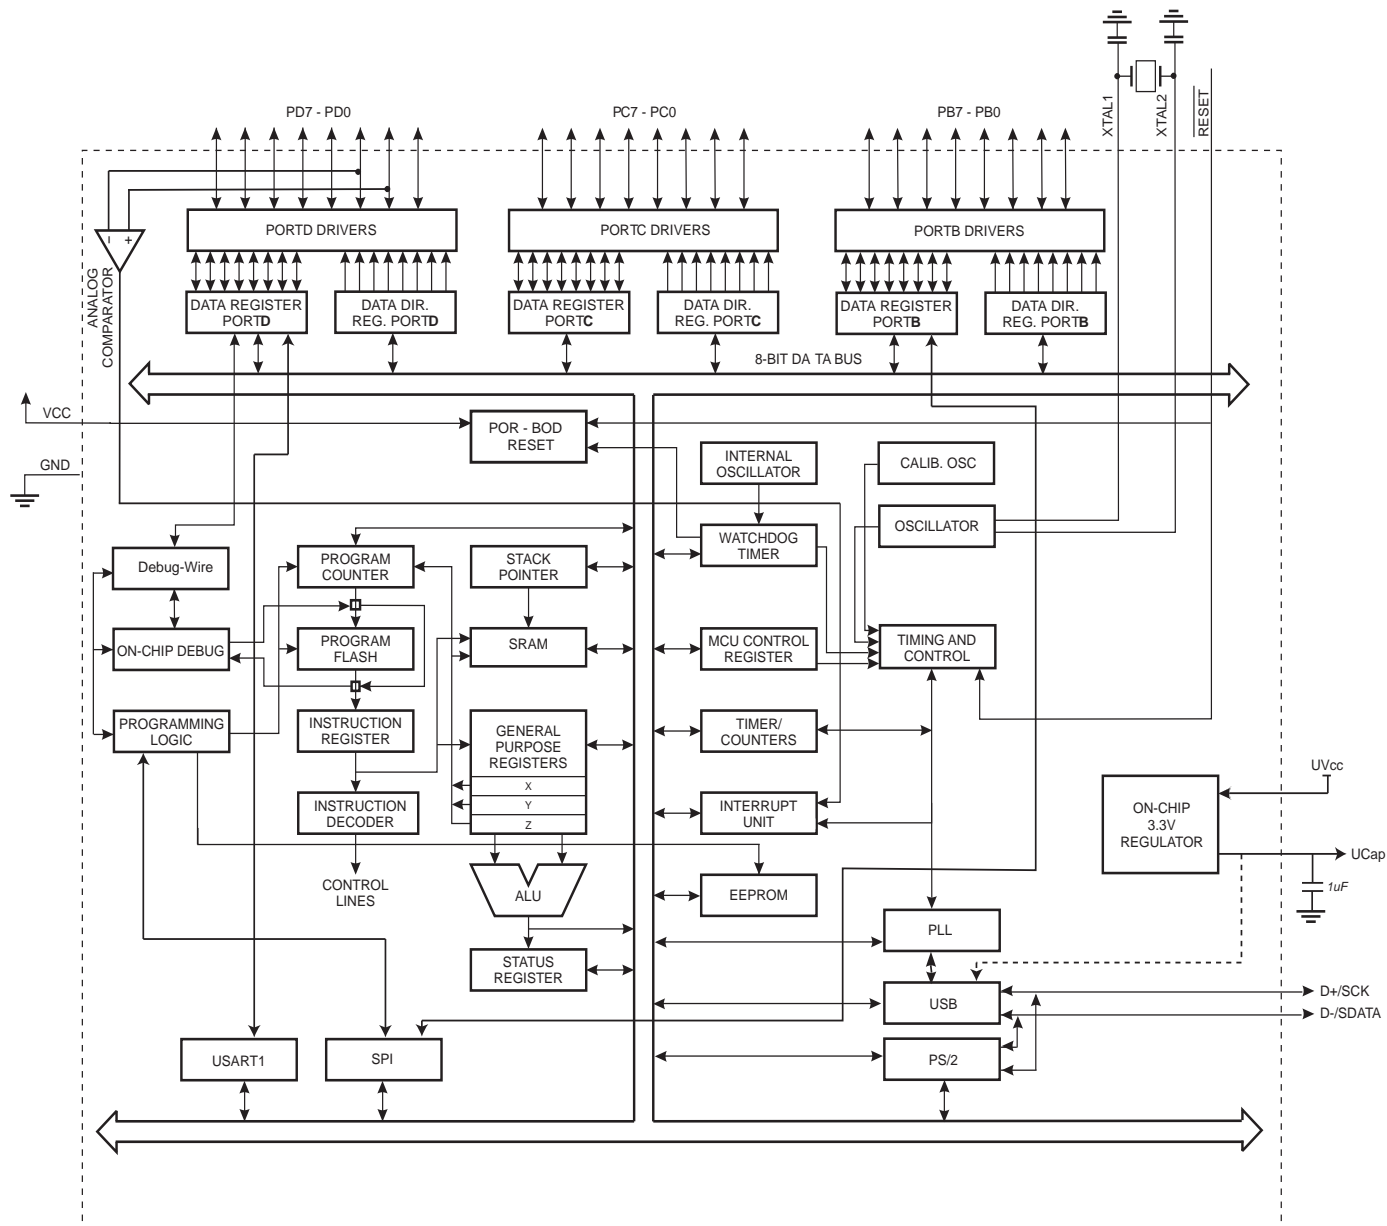 PD7 - PD0
PC7 - PC0
PB7 - PB0
XTAL1
XTAL2
RESET
PORTD DRIVERS
PORTC DRIVERS
PORTB DRIVERS
- +
ANALOG
COMPARATOR
DATA REGISTER
PORTD
DATA DIR.
REG. PORTD
DATA REGISTER
PORTC
DATA DIR.
REG. PORTC
DATA REGISTER
PORTB
DATA DIR.
REG. PORTB
8-BIT DA TA BUS
VCC
GND
POR - BOD
RESET
INTERNAL
OSCILLATOR
CALIB. OSC
OSCILLATOR
WATCHDOG
TIMER
Debug-Wire
PROGRAM
COUNTER
STACK
POINTER
ON-CHIP DEBUG
PROGRAM
FLASH
SRAM
MCU CONTROL
REGISTER
TIMING AND
CONTROL
PROGRAMMING
LOGIC
INSTRUCTION
REGISTER
GENERAL
PURPOSE
REGISTERS
X
Y
Z
TIMER/
COUNTERS
INSTRUCTION
DECODER
INTERRUPT
UNIT
UVcc
ON-CHIP
3.3V
REGULATOR
UCap
1uF
CONTROL
LINES
ALU
EEPROM
STATUS
REGISTER
PLL
USB
D+/SCK
D-/SDATA
USART1
SPI
PS/2